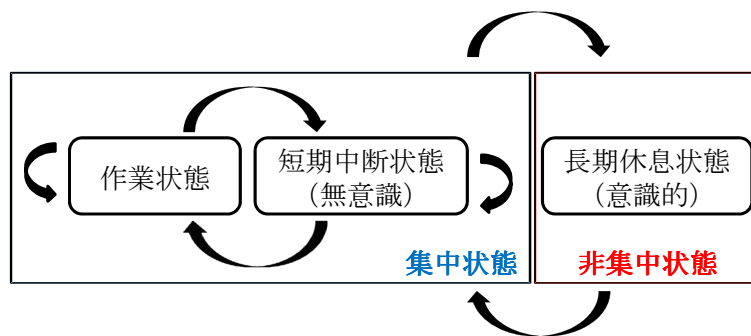 作業状態
短期中断状態
（無意識）
長期休息状態
（意識的）
集中状態
非集中状態